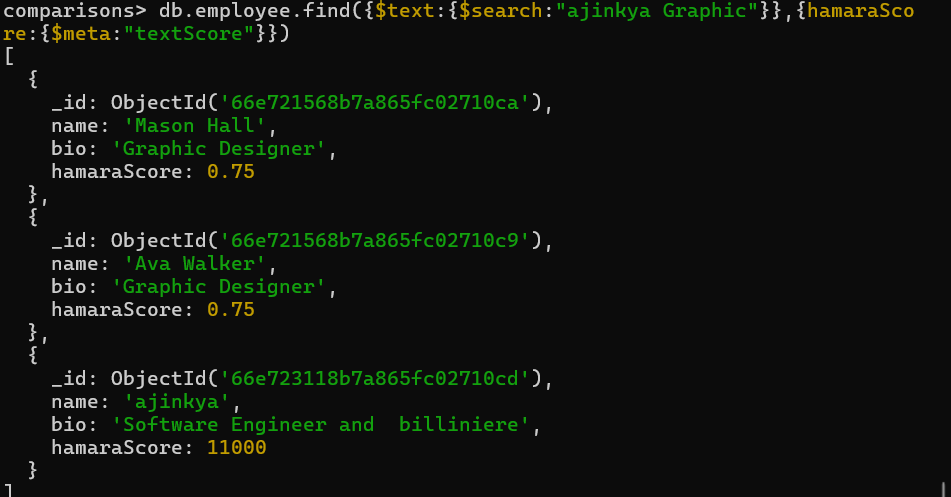 comparisons> db.employee.find({$text:{$search:"ajinkya Graphic"}},{hamaraSco
re:{$meta:"textScore"}})
[
  {
    _id: ObjectId('66e721568b7a865fc02710ca'),
    name: 'Mason Hall',
    bio: 'Graphic Designer',
    hamaraScore: 0.75
  },
  {
    _id: ObjectId('66e721568b7a865fc02710c9'),
    name: 'Ava Walker',
    bio: 'Graphic Designer',
    hamaraScore: 0.75
  },
  {
    _id: ObjectId('66e723118b7a865fc02710cd'),
    name: 'ajinkya',
    bio: 'Software Engineer and  billiniere',
    hamaraScore: 11000
  }
]